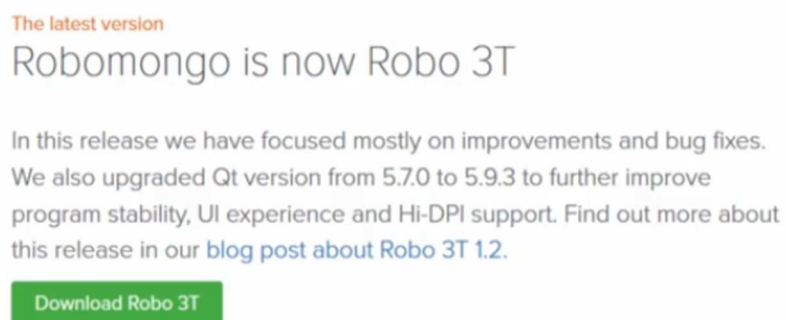 The latest version
Robomongo is now Robo 3T
In this release we have focused mostly on improvements and bug fixes.
We also upgraded Qt version from 5.7.0 to 5.9.3 to further improve
program stability, UI experience and Hi-DPI support. Find out more about
this release in our blog post about Robo 3T 1.2.
Download Robo 3T